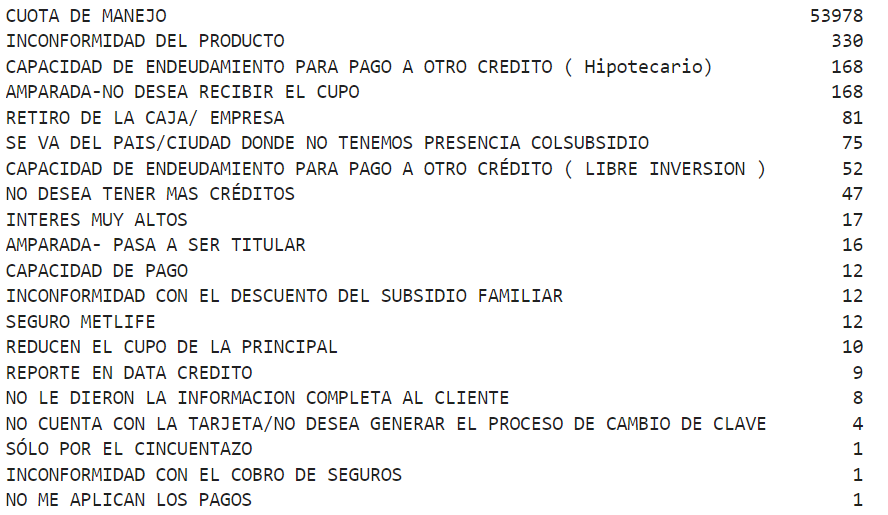 CUOTA DE MANEJO 53978
INCONFORMIDAD DEL PRODUCTO 330
CAPACIDAD DE ENDEUDAMIENTO PARA PAGO A OTRO CREDITO ( Hipotecario) 168
AMPARADA-NO DESEA RECIBIR EL CUPO 168
RETIRO DE LA CAJA/ EMPRESA 81
SE VA DEL PAIS/CIUDAD DONDE NO TENEMOS PRESENCIA COLSUBSIDIO 75
CAPACIDAD DE ENDEUDAMIENTO PARA PAGO A OTRO CRÉDITO ( LIBRE INVERSION ) 52
NO DESEA TENER MAS CRÉDITOS 47
INTERES MUY ALTOS 17
AMPARADA- PASA A SER TITULAR 16
CAPACIDAD DE PAGO 12
INCONFORMIDAD CON EL DESCUENTO DEL SUBSIDIO FAMILIAR 12
SEGURO METLIFE 12
REDUCEN EL CUPO DE LA PRINCIPAL 10
REPORTE EN DATA CREDITO 9
NO LE DIERON LA INFORMACION COMPLETA AL CLIENTE 8
NO CUENTA CON LA TARJETA/NO DESEA GENERAR EL PROCESO DE CAMBIO DE CLAVE 4
SÓLO POR EL CINCUENTAZO 1
INCONFORMIDAD CON EL COBRO DE SEGUROS 1
NO ME APLICAN LOS PAGOS 1